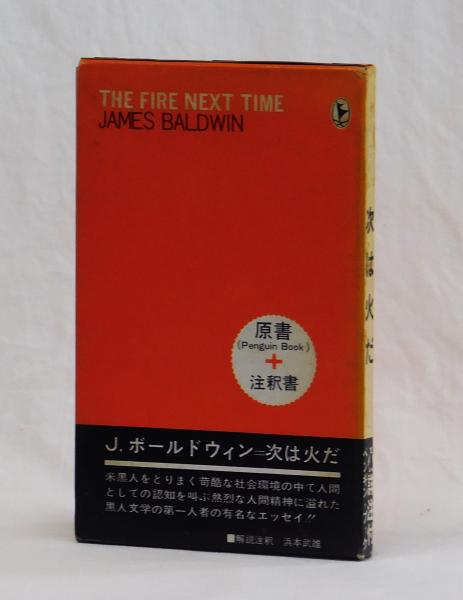 THE FIRE NEXT TIME
JAMES BALDWIN
原書
(Penguin Book)
+
注釈書
J. ボールドウィン=次は火だ
米黒人をとりまく苛酷な社会環境の中で人間
としての認知を叫ぶ熱烈な人間精神に溢れた
黒人文学の第一人者の有名なエッセイ!!
■解説注釈 浜本武雄
次は火だ